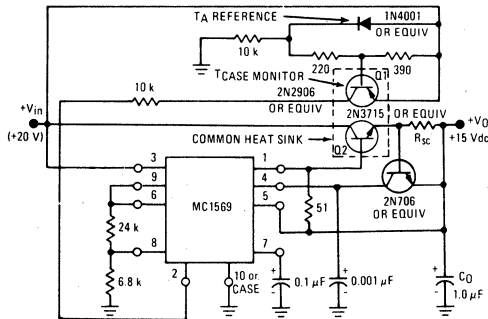 TA REFERENCE
1N4001
OR EQUIV
10 k
220
390
TCASE MONITOR
Q1
10 k
2N2906
OR EQUIV
2N3715
OR EQUIV
+Vin
(+20 V)
COMMON HEAT SINK
Q2
RSC
+VO
+15 Vdc
3
1
9
4
6
MC1569
5
51
2N706
OR EQUIV
24 k
8
7
6.8 k
2
10 or
CASE
0.1 μF
0.001 μF
CO
1.0 μF
+
−
+
−
+
−